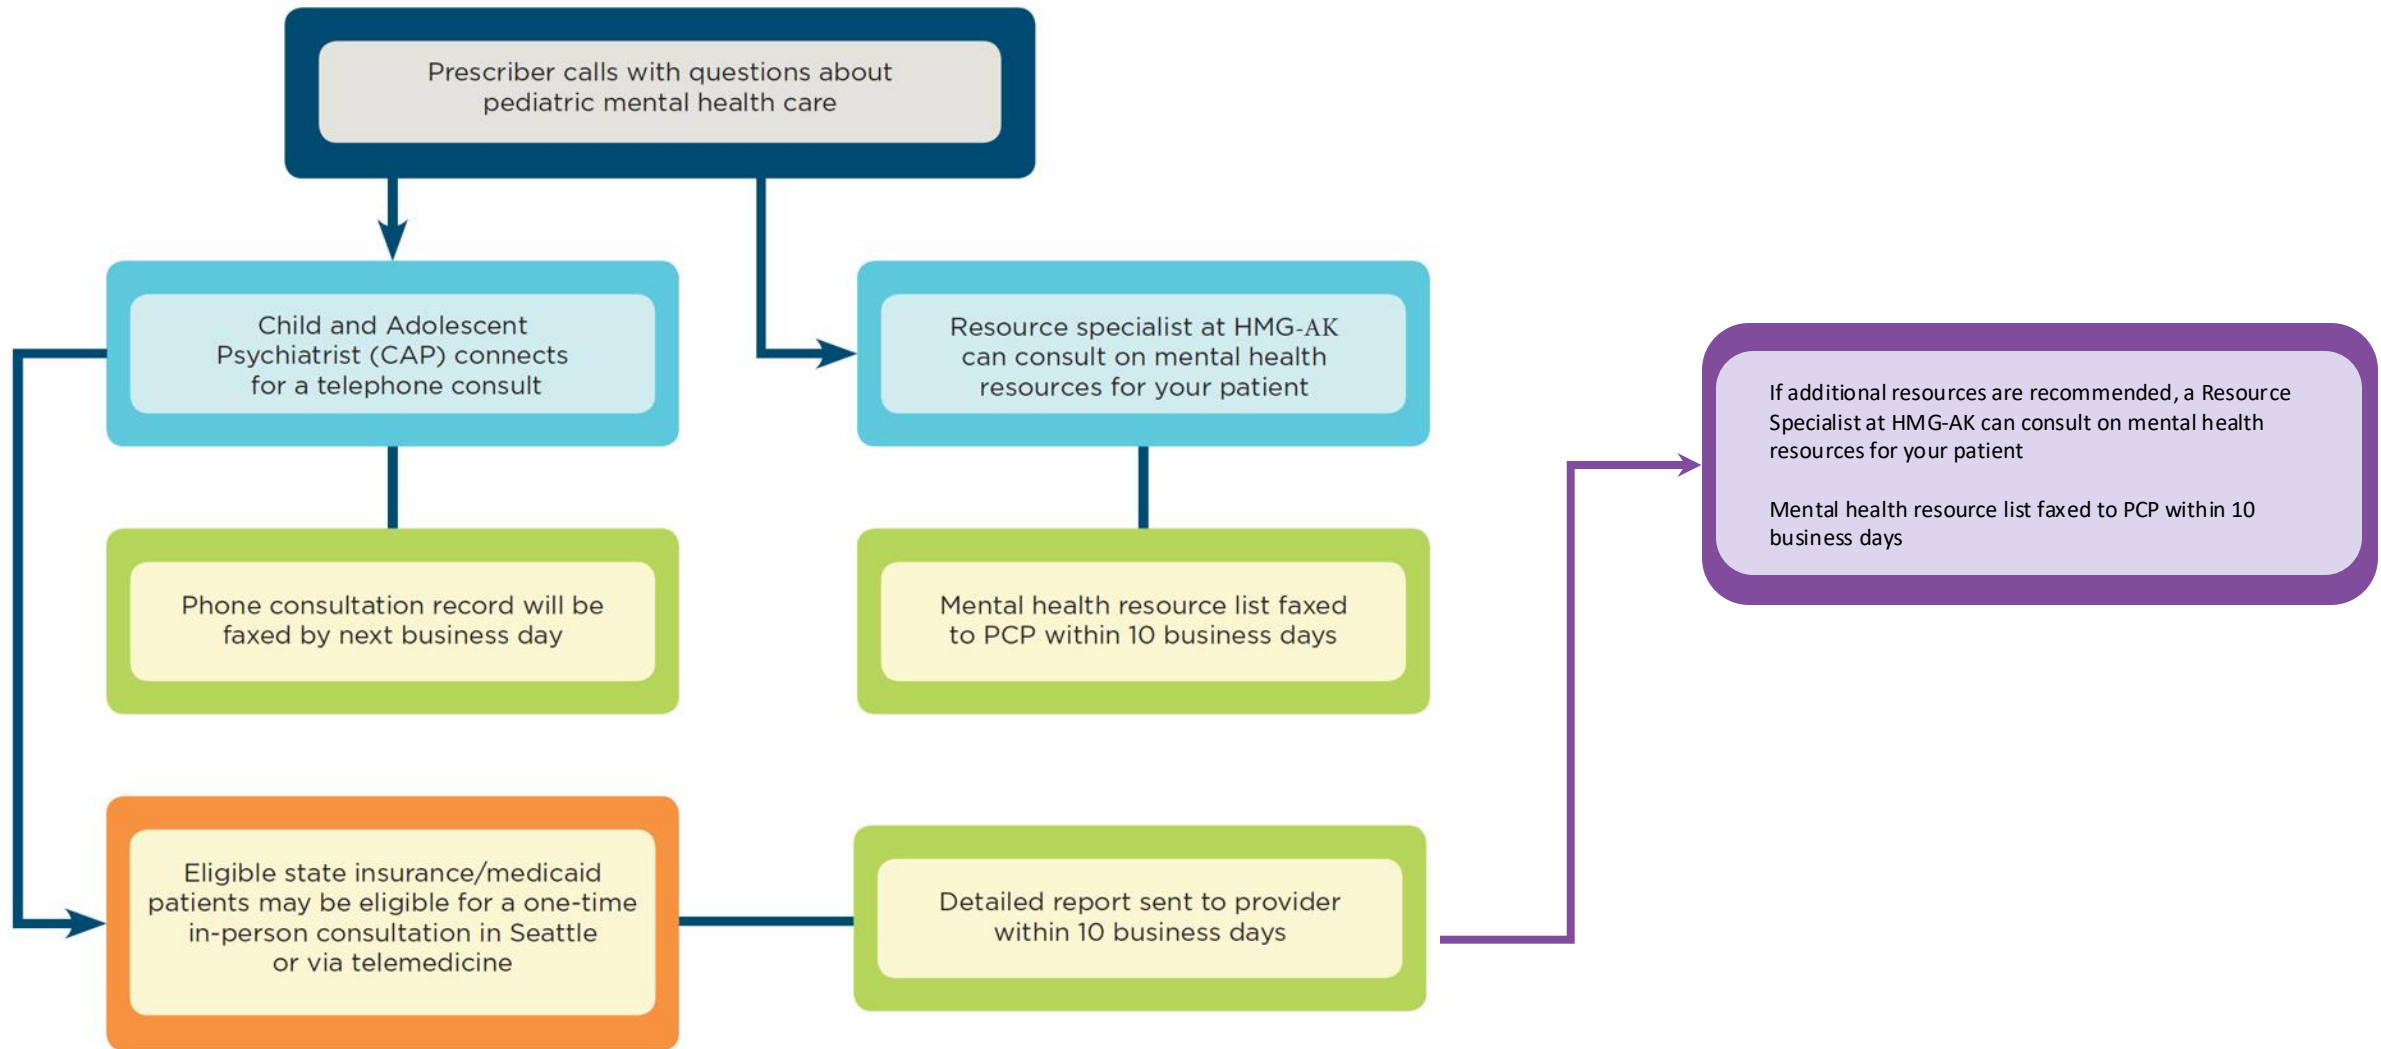 Prescriber calls with questions about
pediatric mental health care
Child and Adolescent
Psychiatrist (CAP) connects
for a telephone consult
Resource specialist at HMG-AK
can consult on mental health
resources for your patient
If additional resources are recommended, a Resource
Specialist at HMG-AK can consult on mental health
resources for your patient
Mental health resource list faxed to PCP within 10
business days
Phone consultation record will be
faxed by next business day
Mental health resource list faxed
to PCP within 10 business days
Eligible state insurance/medicaid
patients may be eligible for a one-time
in-person consultation in Seattle
or via telemedicine
Detailed report sent to provider
within 10 business days